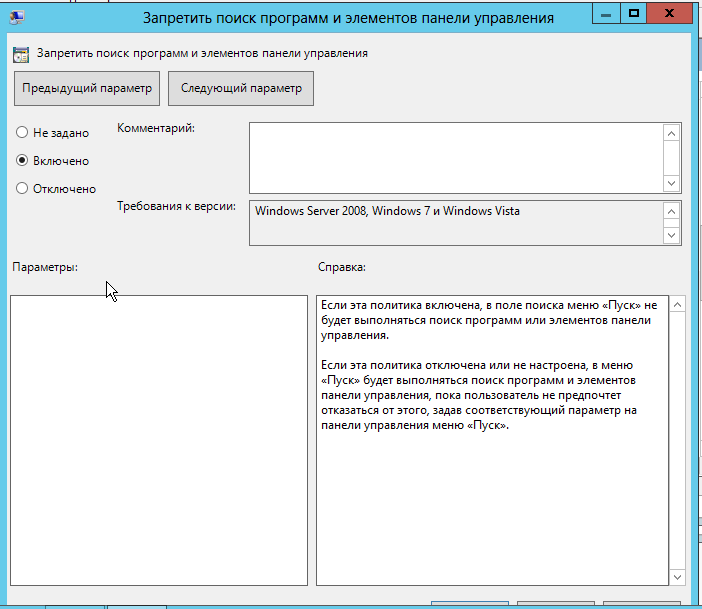 Запретить поиск программ и элементов панели управления
Запретить поиск программ и элементов панели управления
Предыдущий параметр
Следующий параметр
Не задано
Включено
Отключено
Комментарий:
Требования к версии:
Windows Server 2008, Windows 7 и Windows Vista
Параметры:
Справка:
Если эта политика включена, в поле поиска меню «Пуск» не
будет выполняться поиск программ или элементов панели
управления.
Если эта политика отключена или не настроена, в меню
«Пуск» будет выполняться поиск программ и элементов
панели управления, пока пользователь не предпочтет
отказаться от этого, задав соответствующий параметр на
панели управления меню «Пуск».